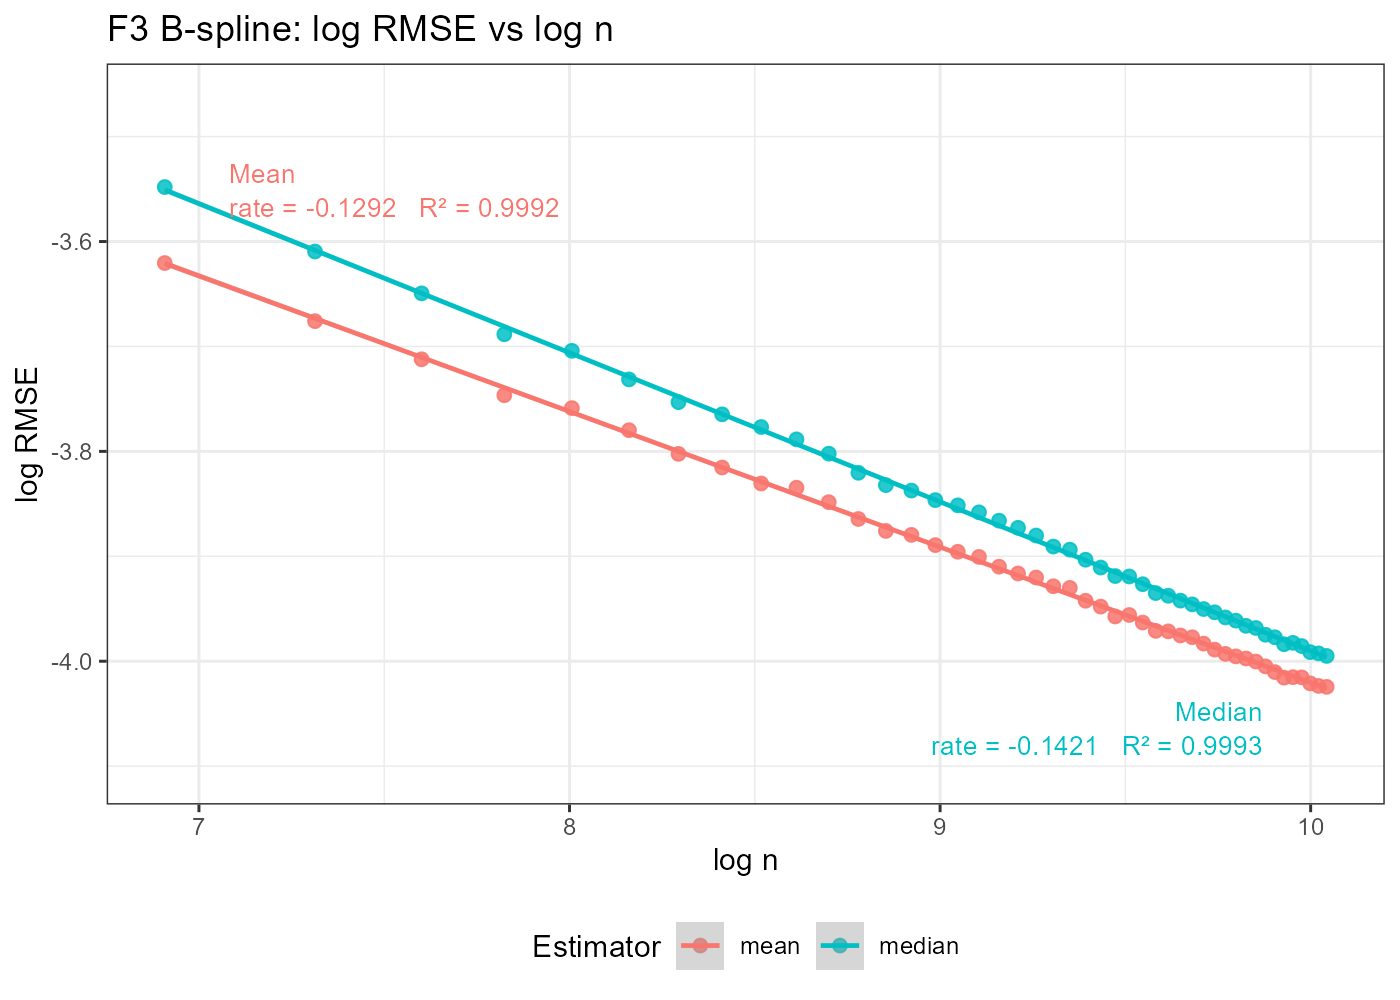 F3 B-spline: log RMSE vs log n
Mean
rate = -0.1292 R² = 0.9992
-3.6
-3.8
-4.0
log RMSE
Median
rate = -0.1421 R² = 0.9993
7 8 9 10
log n
Estimator mean median